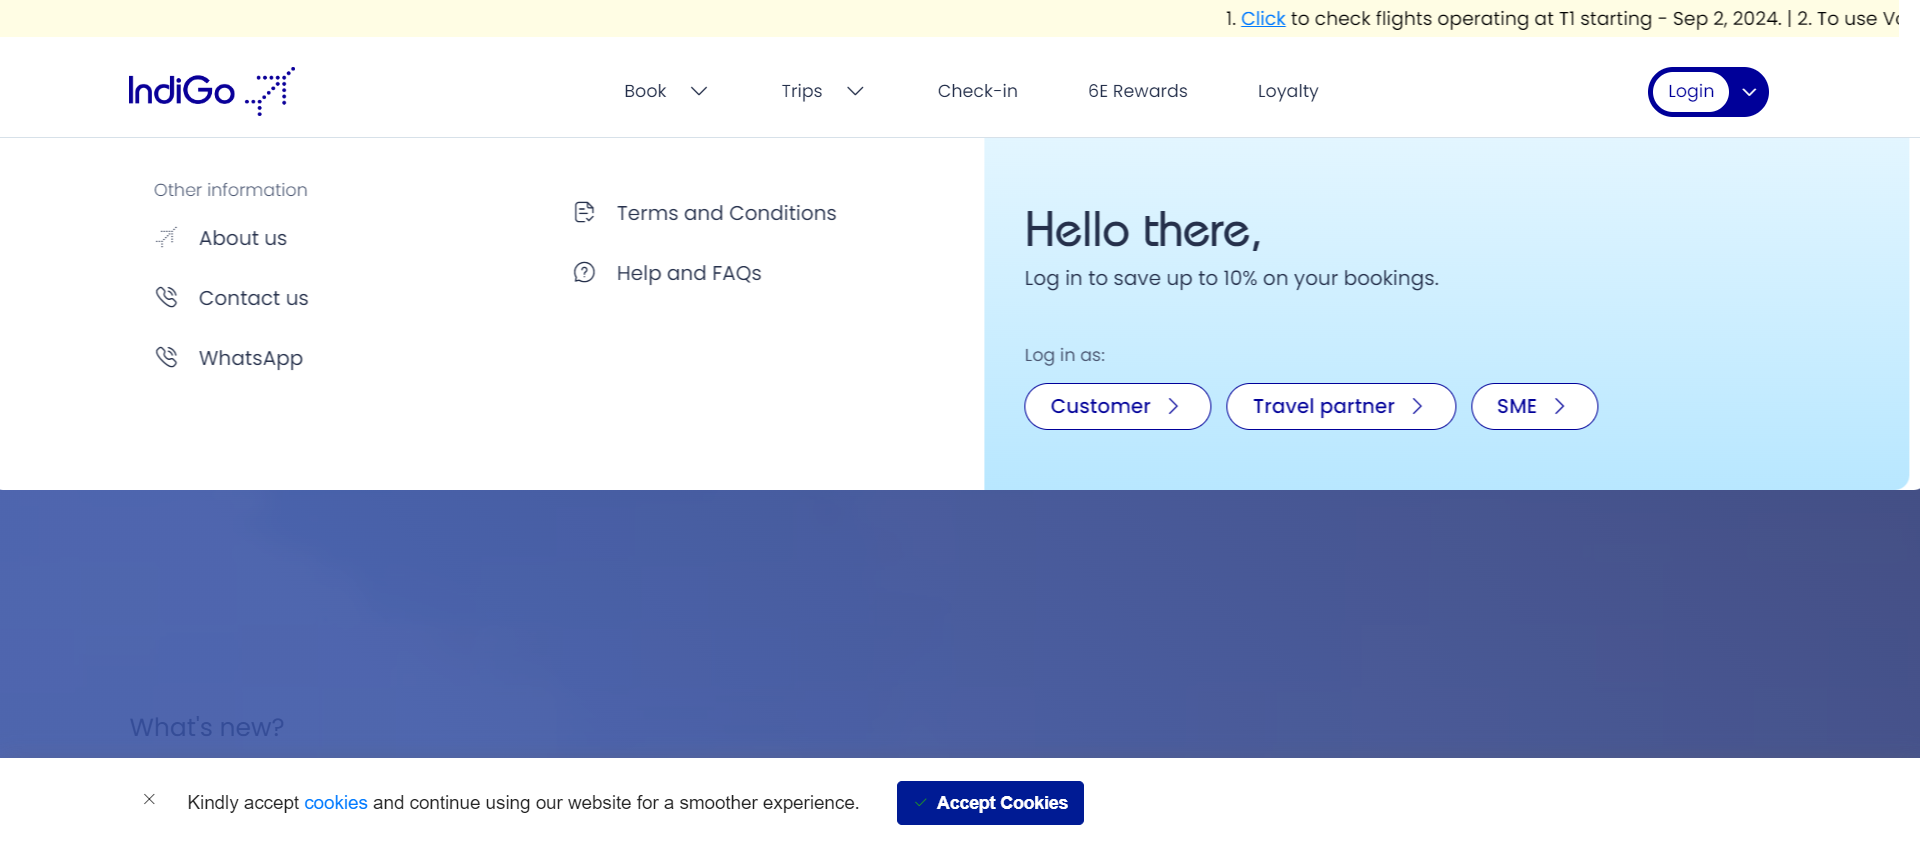 1. Click to check flights operating at T1 starting - Sep 2, 2024. | 2. To use
IndiGo
Book
Trips
Check-in
6E Rewards
Loyalty
Login
Other information
About us
Contact us
WhatsApp
Terms and Conditions
Help and FAQs
Hello there,
Log in to save up to 10% on your bookings.
Log in as:
Customer
Travel partner
SME
What's new?
Kindly accept cookies and continue using our website for a smoother experience.
Accept Cookies